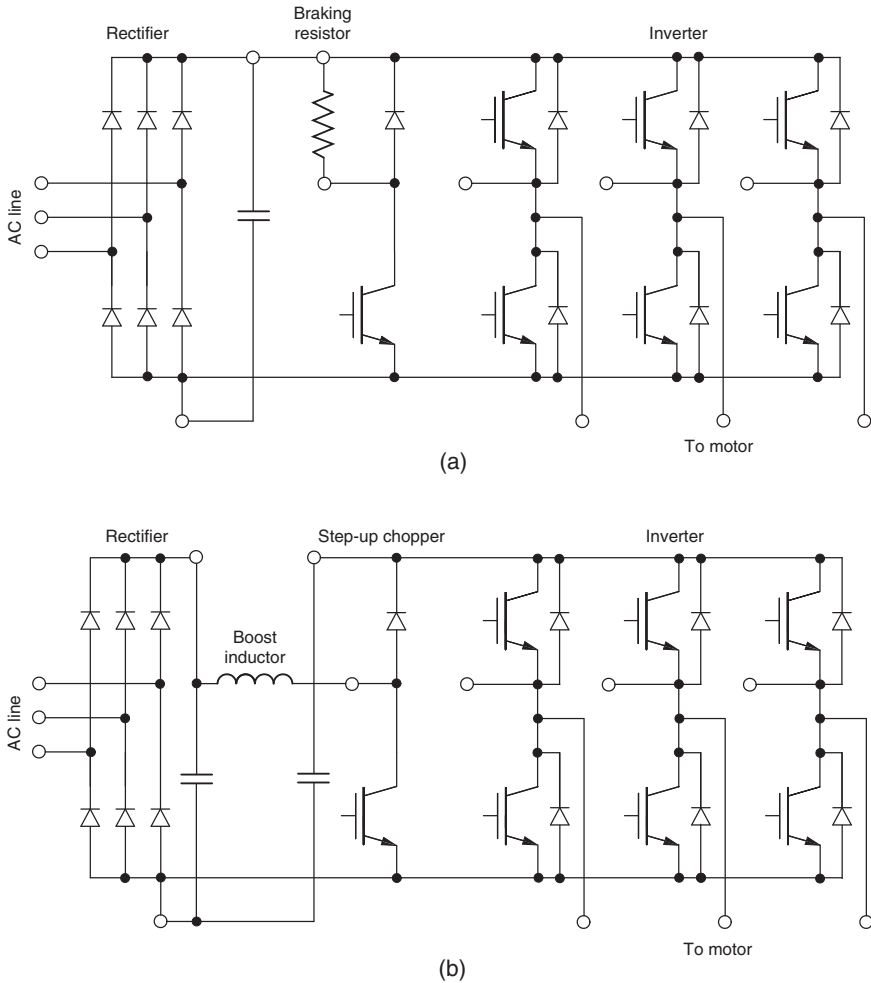 Rectifier
Braking
resistor
Inverter
AC line
To motor
(a)
Rectifier
Step-up chopper
Inverter
Boost
inductor
AC line
To motor
(b)